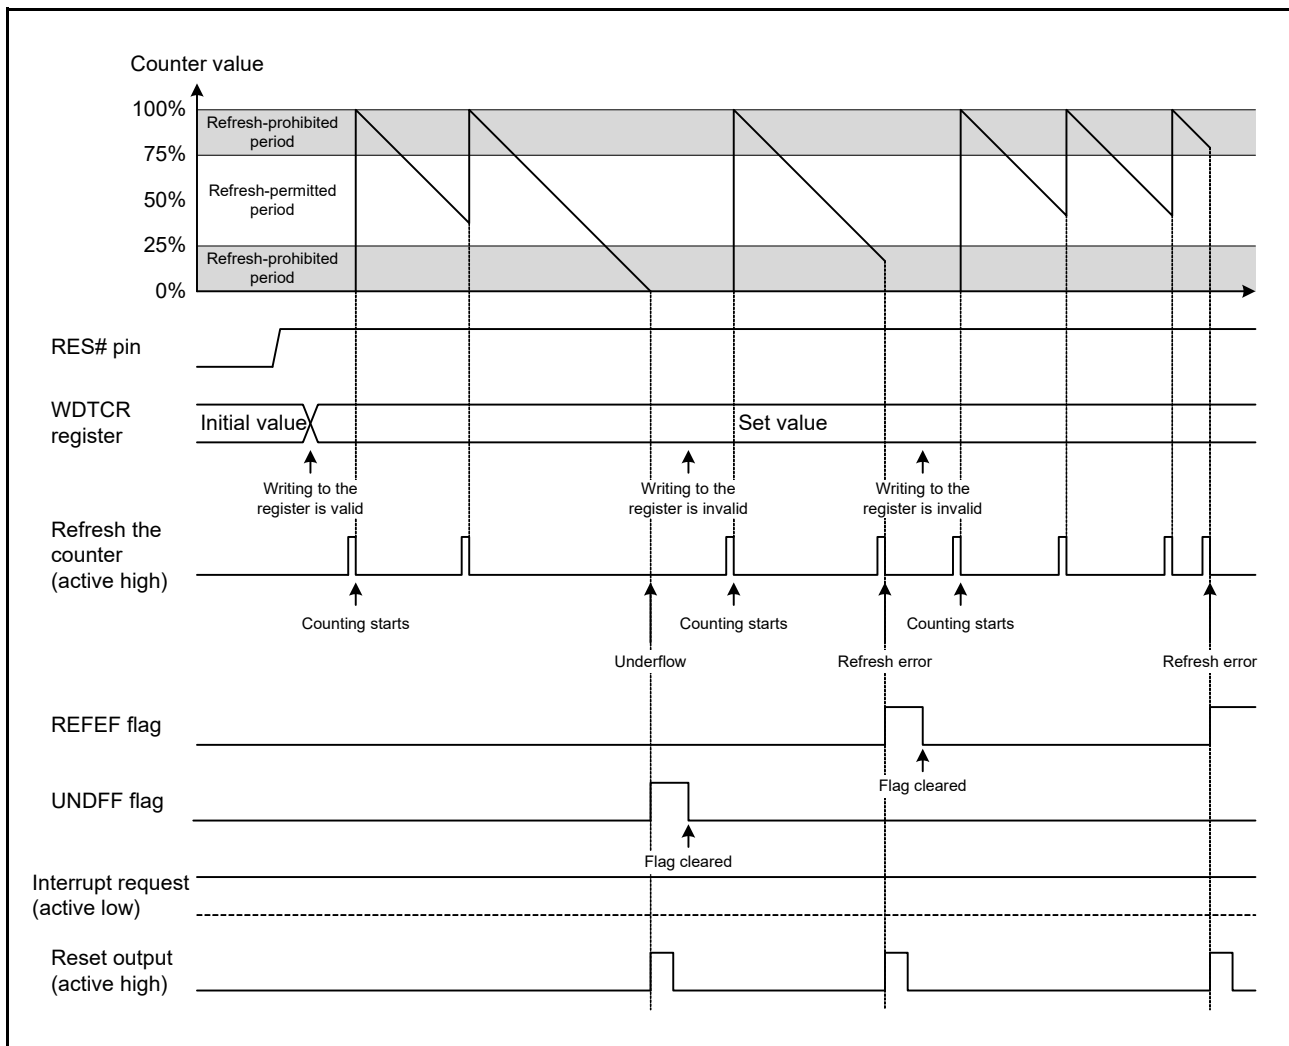 Counter value
100%
Refresh-prohibited
period
75%
50%
Refresh-permitted
period
25%
Refresh-prohibited
period
0%
RES# pin
WDTCR
register
Initial value
Set value
Writing to the
register is valid
Writing to the
register is invalid
Writing to the
register is invalid
Refresh the
counter
(active high)
Counting starts
Counting starts
Counting starts
Underflow
Refresh error
Refresh error
REFEF flag
Flag cleared
UNDFF flag
Flag cleared
Interrupt request
(active low)
Reset output
(active high)